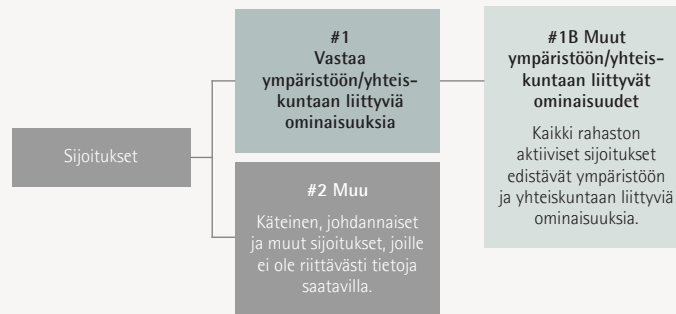 Sijoitukset
#1
Vastaa
ympäristöön/yhteis-
kuntaan liittyviä
ominaisuuksia
#2 Muu
Käteinen, johdannaiset
ja muut sijoitukset, joille
ei ole riittävästi tietoja
saatavilla.
#1B Muut
ympäristöön/yhteis-
kuntaan liittyvät
ominaisuudet
Kaikki rahaston
aktiiviset sijoitukset
edistävät ympäristöön
ja yhteiskuntaan liittyviä
ominaisuuksia.